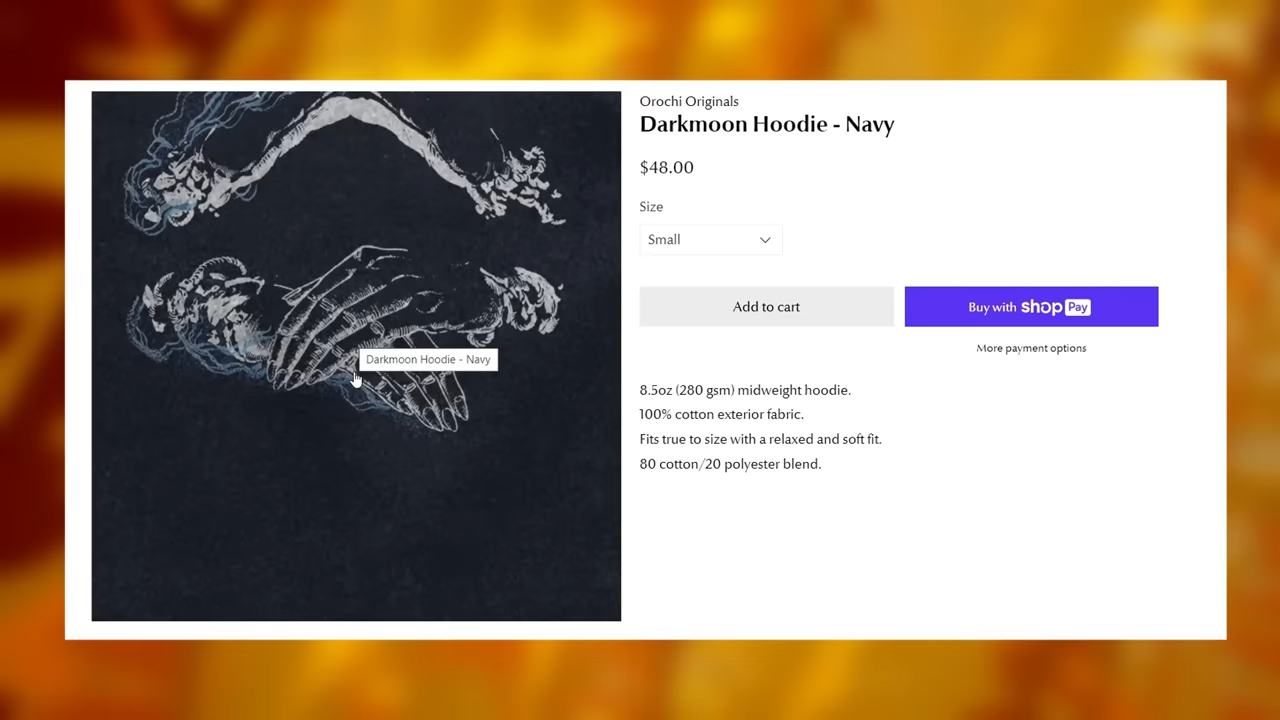 Orochi Originals
Darkmoon Hoodie - Navy
$48.00
Size
Small
Add to cart
Buy with shop Pay
More payment options
Darkmoon Hoodie - Navy
8.5oz (280 gsm) midweight hoodie.
100% cotton exterior fabric.
Fits true to size with a relaxed and soft fit.
80 cotton/20 polyester blend.